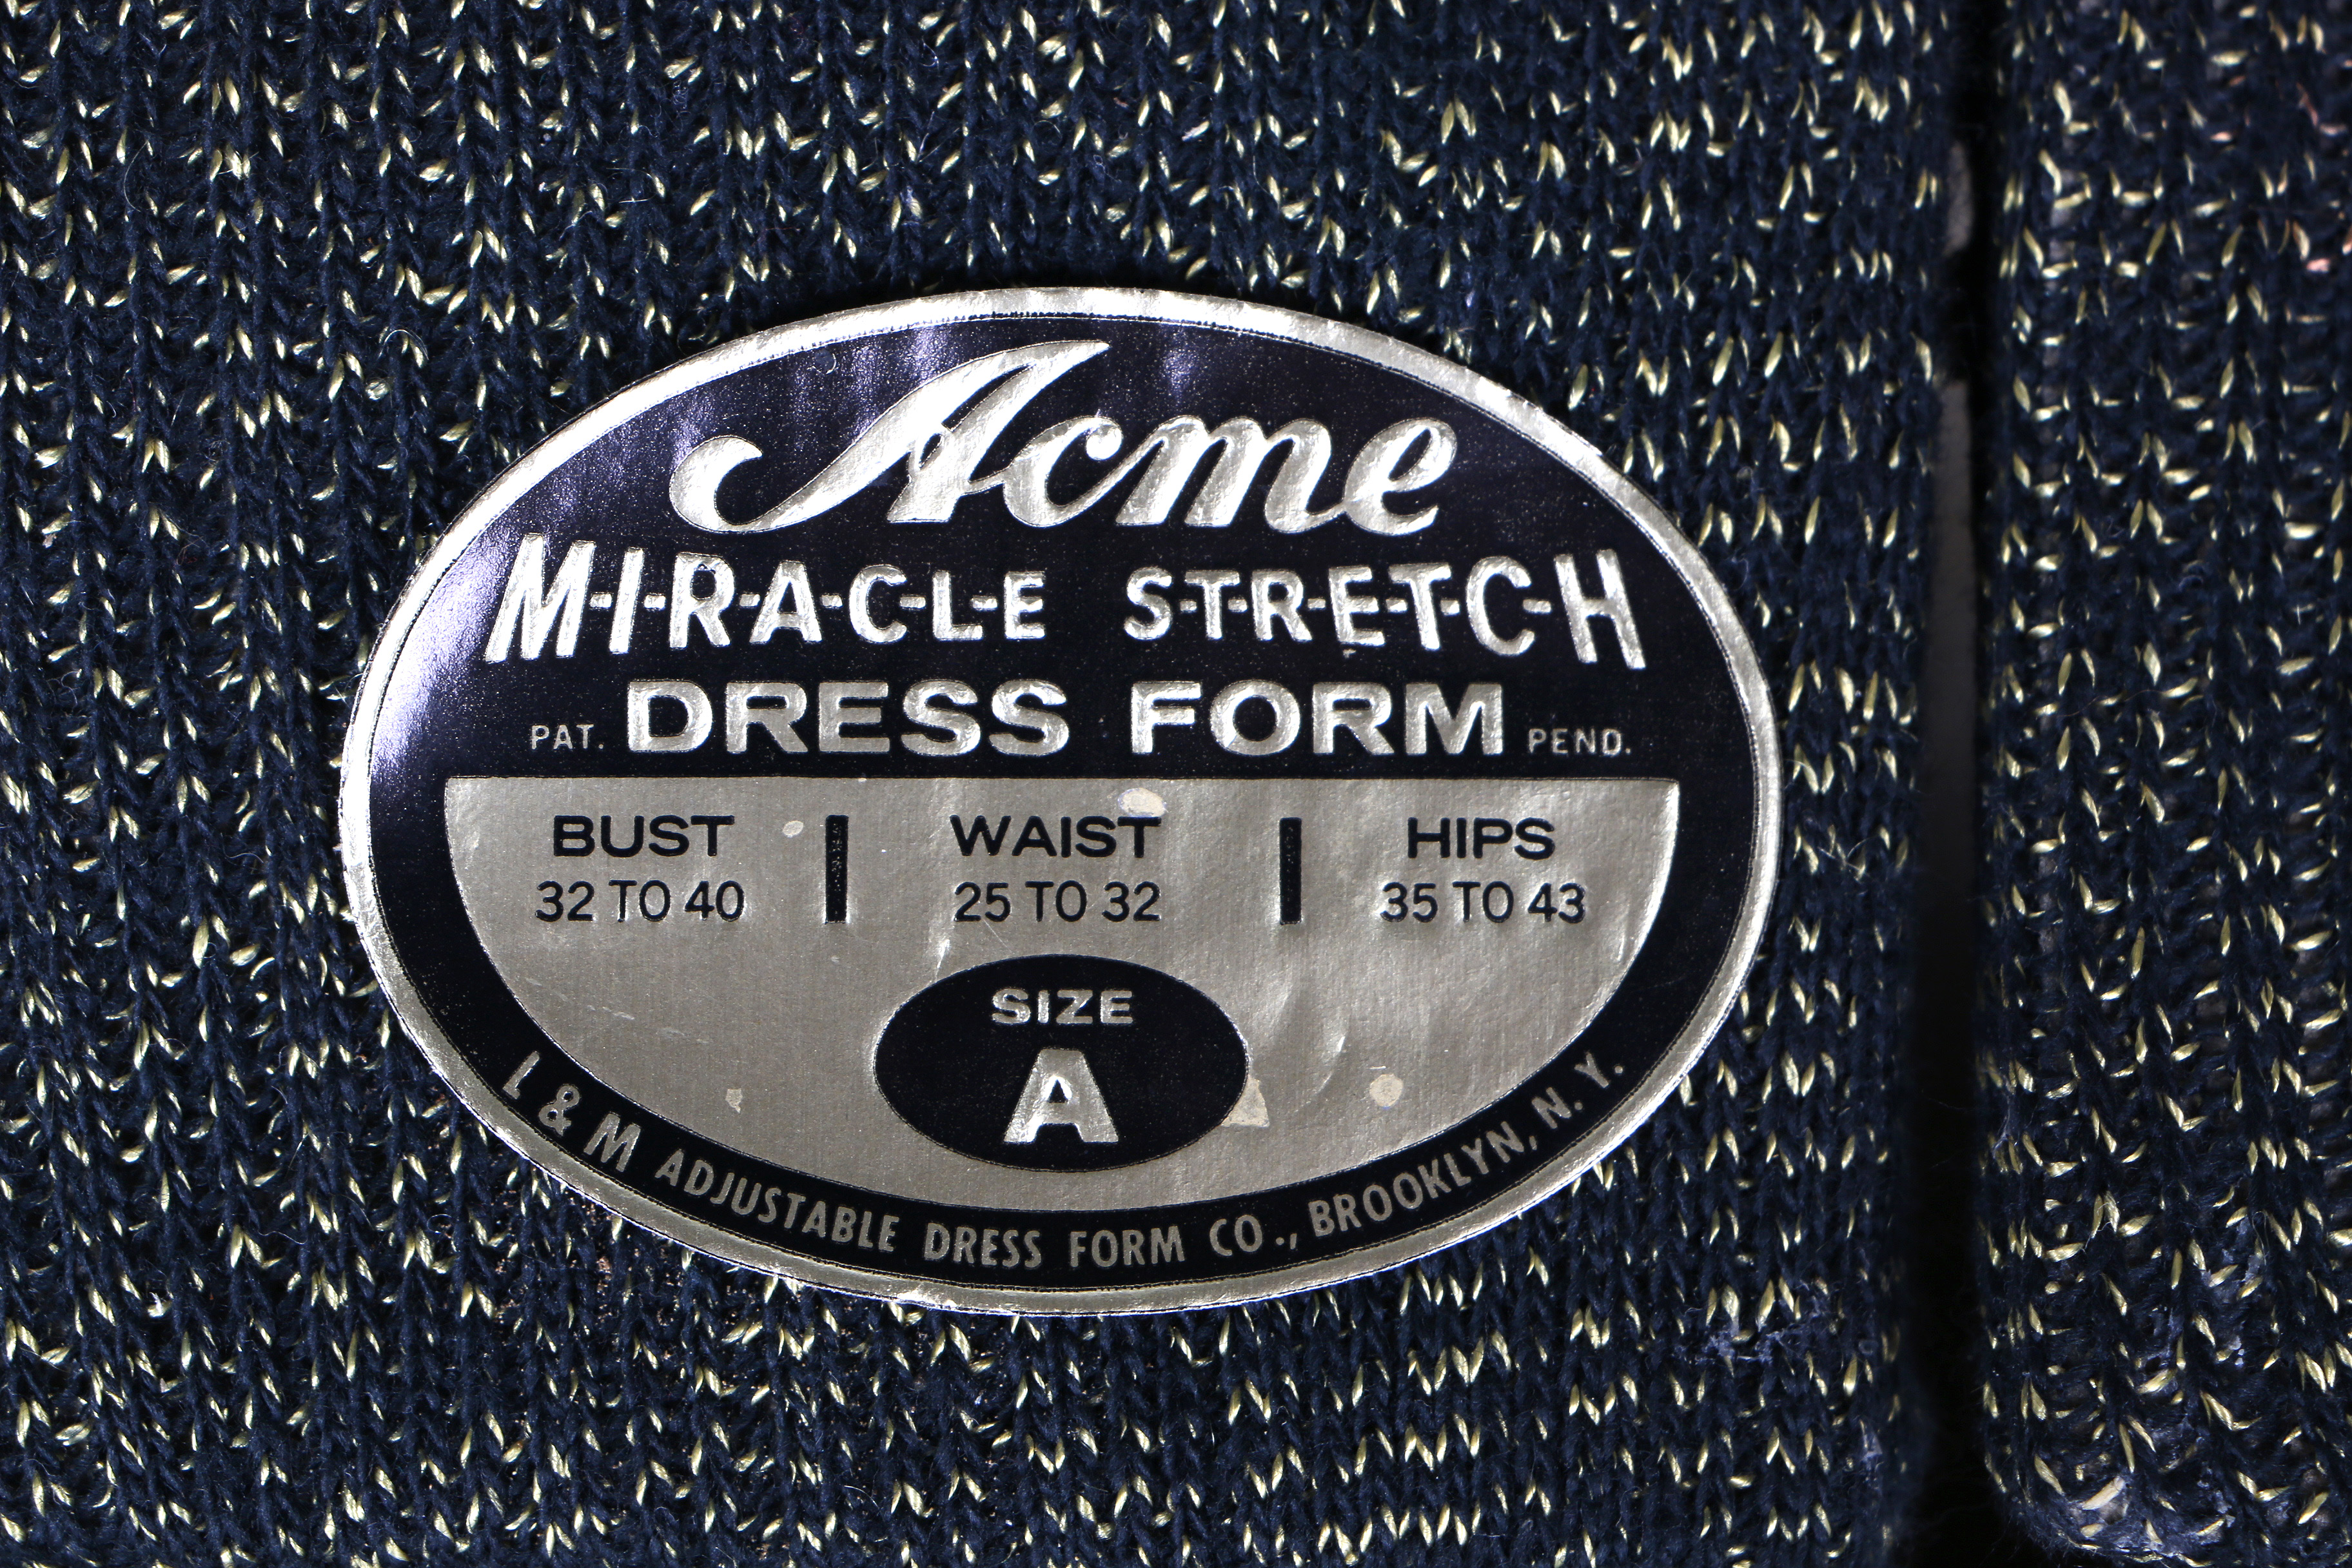 Acme
M-I-R-A-C-L-E S-T-R-E-T-C-H
PAT. DRESS FORM PEND.
BUST | WAIST | HIPS
32 TO 40 | 25 TO 32 | 35 TO 43
SIZE
A
L & M ADJUSTABLE DRESS FORM CO., BROOKLYN, N. Y.